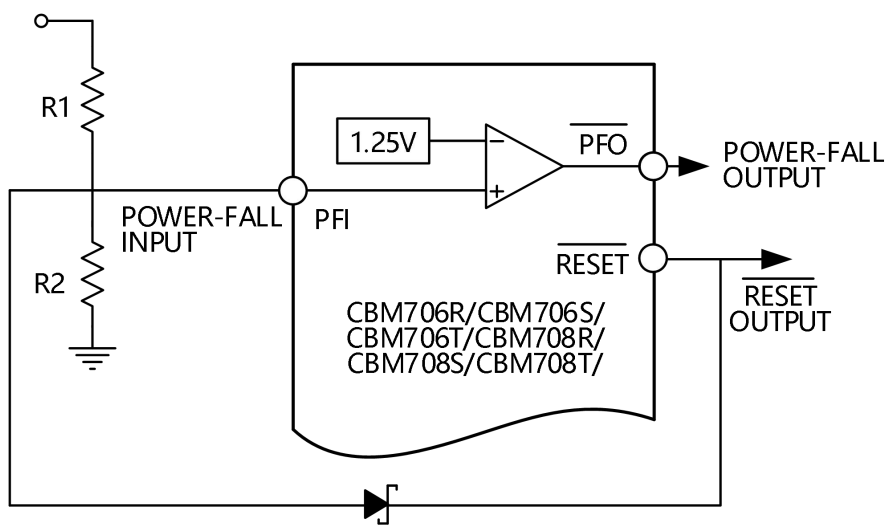 R1
1.25V
−
+
PFO
POWER-FALL
OUTPUT
POWER-FALL
INPUT
PFI
R2
RESET
RESET
OUTPUT
CBM706R/CBM706S/
CBM706T/CBM708R/
CBM708S/CBM708T/